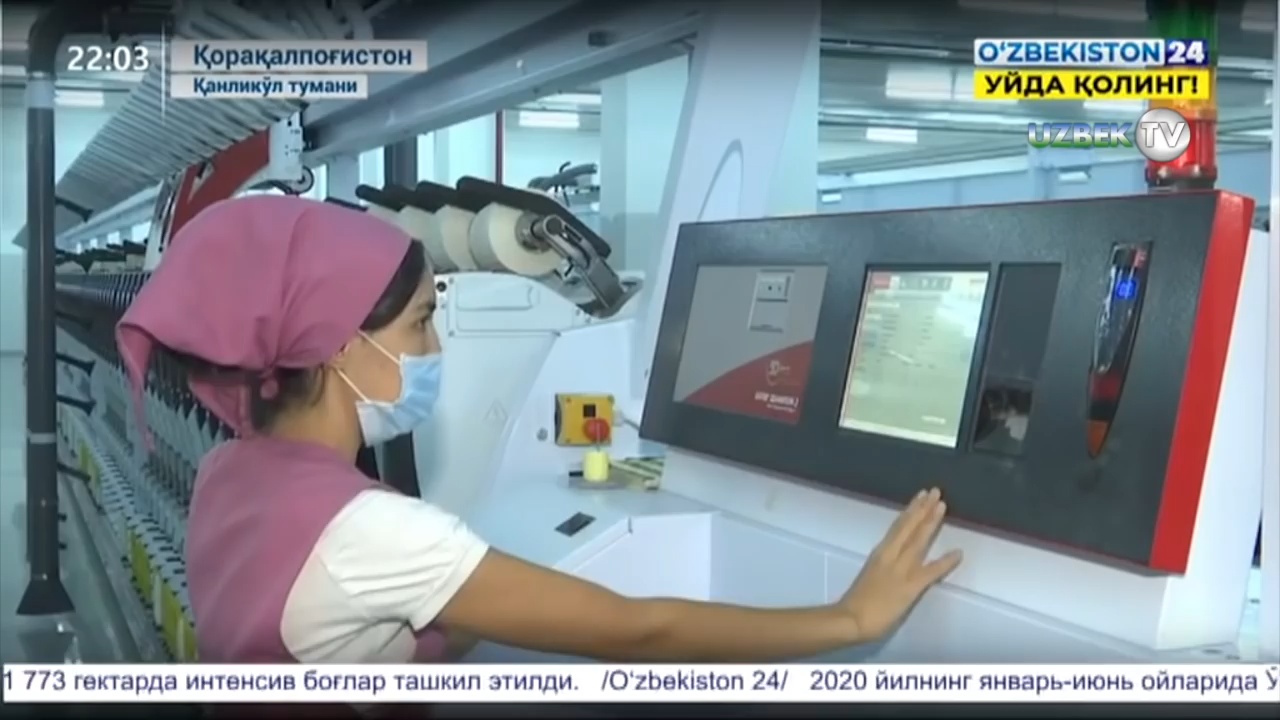 22:03
Қорақалпоғистон
Қанликўл тумани
O‘ZBEKISTON 24
УЙДА ҚОЛИНГ!
UZBEK TV
1 773 гектарда интенсив боғлар ташкил этилди. /O‘zbekiston 24/ 2020 йилнинг январь-июнь ойларида Ў